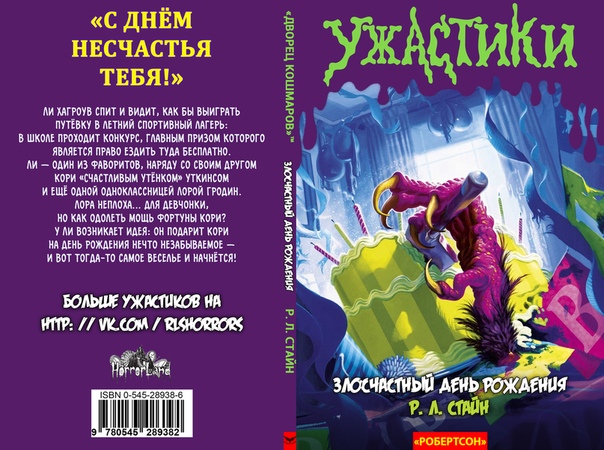 «С ДНЁМ
НЕСЧАСТЬЯ
ТЕБЯ!»
ЛИ ХАГРОУВ СПИТ И ВИДИТ, КАК БЫ ВЫИГРАТЬ
ПУТЁВКУ В ЛЕТНИЙ СПОРТИВНЫЙ ЛАГЕРЬ:
В ШКОЛЕ ПРОХОДИТ КОНКУРС, ГЛАВНЫМ ПРИЗОМ КОТОРОГО
ЯВЛЯЕТСЯ ПРАВО ЕЗДИТЬ ТУДА БЕСПЛАТНО.
ЛИ — ОДИН ИЗ ФАВОРИТОВ, НАРЯДУ СО СВОИМ ДРУГОМ
КОРИ «СЧАСТЛИВЫМ УТЁНКОМ» УТКИНСОМ
И ЕЩЁ ОДНОЙ ОДНОКЛАССНИЦЕЙ ЛОРОЙ ГРОДИН.
ЛОРА НЕПЛОХА... ДЛЯ ДЕВЧОНКИ,
НО КАК ОДОЛЕТЬ МОЩЬ ФОРТУНЫ КОРИ?
У ЛИ ВОЗНИКАЕТ ИДЕЯ: ОН ПОДАРИТ КОРИ
НА ДЕНЬ РОЖДЕНИЯ НЕЧТО НЕЗАБЫВАЕМОЕ —
И ВОТ ТОГДА-ТО САМОЕ ВЕСЕЛЬЕ И НАЧНЁТСЯ!
БОЛЬШЕ УЖАСТИКОВ НА
HTTP: // VK.COM / RLSHORRORS
HorrorLand
ISBN 0-545-28938-6
9 780545 289382
«ДВОРЕЦ КОШМАРОВ»™
ЗЛОСЧАСТНЫЙ ДЕНЬ РОЖДЕНИЯ
Р. Л. СТАЙН
УЖАСТИКИ
В
ЗЛОСЧАСТНЫЙ ДЕНЬ РОЖДЕНИЯ
Р. Л. СТАЙН
«РОБЕРТСОН»